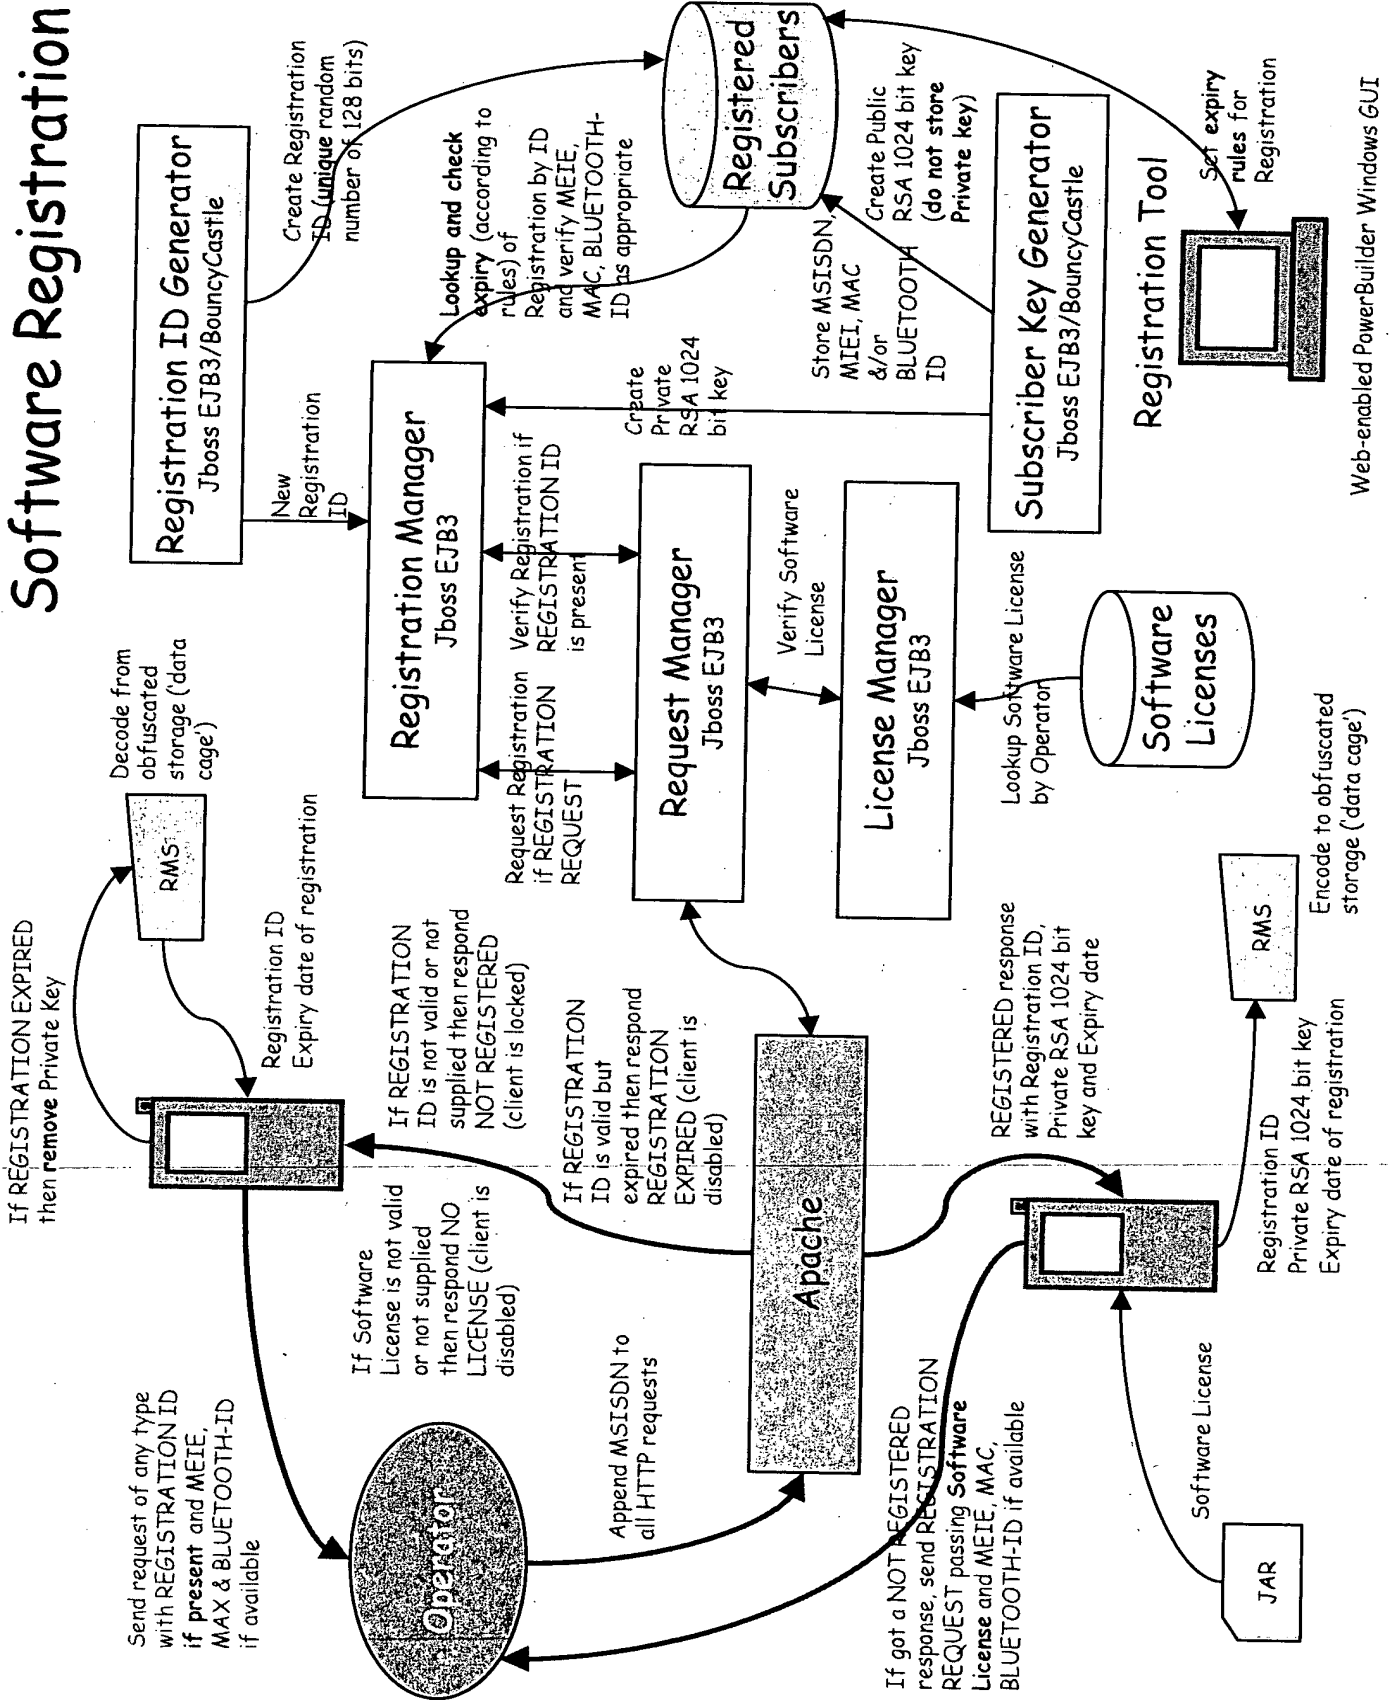 Software Registration
If REGISTRATION EXPIRED
then remove Private Key
Decode from
obfuscated
storage ('data
cage')
RMS
Registration ID
Expiry date of registration
Send request of any type
with REGISTRATION ID
if present and MEIE,
MAX & BLUETOOTH-ID
if available
Operator
Append MSISDN to
all HTTP requests
If Software
License is not valid
or not supplied
then respond NO
LICENSE (client is
disabled)
If REGISTRATION
ID is not valid or not
supplied then respond
NOT REGISTERED
(client is locked)
If REGISTRATION
ID is valid but
expired then respond
REGISTRATION
EXPIRED (client is
disabled)
Apache
If got a NOT REGISTERED
response, send REGISTRATION
REQUEST passing Software
License and MEIE, MAC,
BLUETOOTH-ID if available
JAR
Software License
REGISTERED response
with Registration ID,
Private RSA 1024 bit
key and Expiry date
Registration ID
Private RSA 1024 bit key
Expiry date of registration
RMS
Encode to obfuscated
storage ('data cage')
Registration ID Generator
Jboss EJB3/BouncyCastle
New
Registration
ID
Create Registration
ID (unique random
number of 128 bits)
Registration Manager
Jboss EJB3
Lookup and check
expiry (according to
rules) of
Registration by ID
and verify MEIE,
MAC, BLUETOOTH-
ID as appropriate
Registered
Subscribers
Request Registration
if REGISTRATION
REQUEST
Verify Registration if
REGISTRATION ID
is present
Create
Private
RSA 1024
bit key
Request Manager
Jboss EJB3
Verify Software
License
License Manager
Jboss EJB3
Store MSISDN,
MIEI, MAC
&/or
BLUETOOTH
ID
Create Public
RSA 1024 bit key
(do not store
Private key)
Lookup Software License
by Operator
Software
Licenses
Subscriber Key Generator
Jboss EJB3/BouncyCastle
Registration Tool
Set expiry
rules for
Registration
Web-enabled PowerBuilder Windows GUI